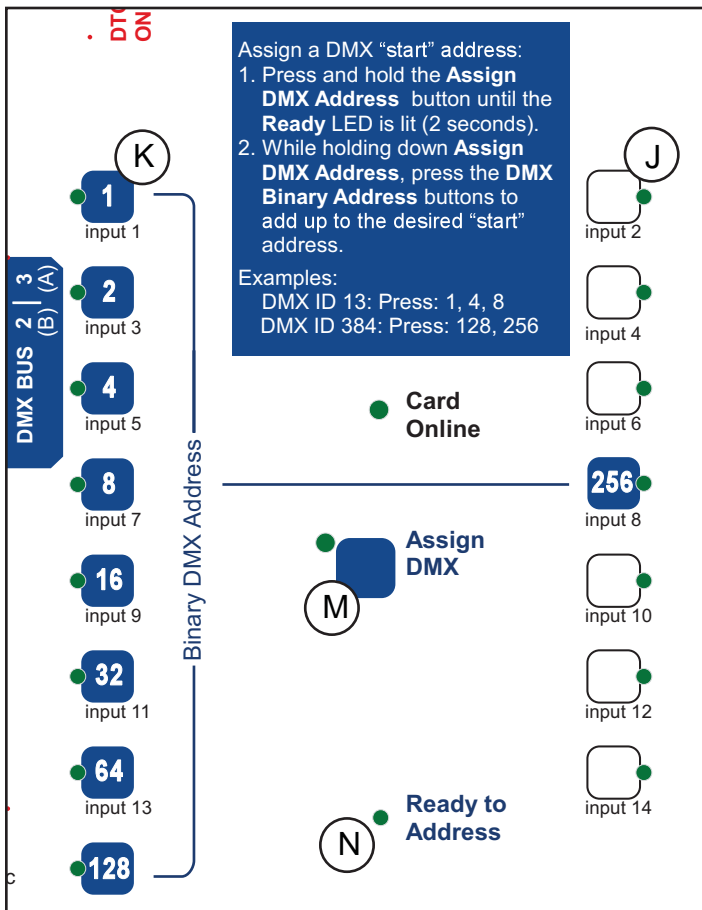 DTC
ON
Assign a DMX “start” address:
1. Press and hold the Assign
DMX Address button until the
Ready LED is lit (2 seconds).
2. While holding down Assign
DMX Address, press the DMX
Binary Address buttons to
add up to the desired “start”
address.
Examples:
DMX ID 13: Press: 1, 4, 8
DMX ID 384: Press: 128, 256
K
J
1
input 1
input 2
DMX BUS 2 | 3
(B) (A)
2
input 3
input 4
4
input 5
Card
Online
input 6
8
input 7
256
input 8
Binary DMX Address
Assign
DMX
M
16
input 9
input 10
32
input 11
input 12
64
input 13
input 14
Ready to
Address
N
128
c